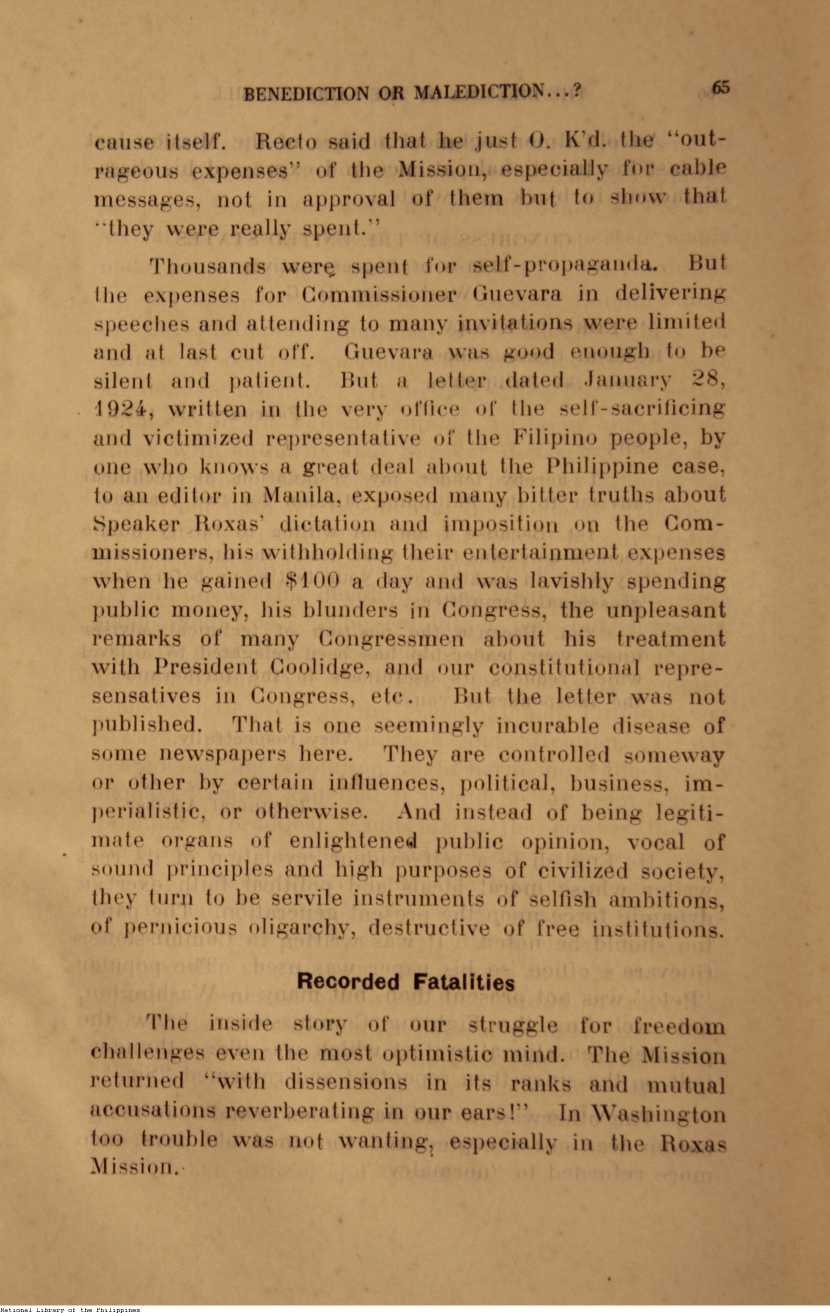 BENEDICTION OR MALEDICTION...? 65
cause itself. Recto said that he just O. K'd. the "out-
rageous expenses" of the Mission, especially for cable
messages, not in approval of them but to show that
"they were really spent."
Thousands were spent for self-propaganda. But
the expenses for Commissioner Guevara in delivering
speeches and attending to many invitations were limited
and at last cut off. Guevara was good enough to be
silent and patient. But a letter dated January 28,
1924, written in the very office of the self-sacrificing
and victimized representative of the Filipino people, by
one who knows a great deal about the Philippine case,
to an editor in Manila, exposed many bitter truths about
Speaker Roxas' dictation and imposition on the Com-
missioners, his withholding their entertainment expenses
when he gained $100 a day and was lavishly spending
public money, his blunders in Congress, the unpleasant
remarks of many Congressmen about his treatment
with President Coolidge, and our constitutional repre-
sensatives in Congress, etc. But the letter was not
published. That is one seemingly incurable disease of
some newspapers here. They are controlled someway
or other by certain influences, political, business, im-
perialistic, or otherwise. And instead of being legiti-
mate organs of enlightened public opinion, vocal of
sound principles and high purposes of civilized society,
they turn to be servile instruments of selfish ambitions,
of pernicious oligarchy, destructive of free institutions.
Recorded Fatalities
The inside story of our struggle for freedom
challenges even the most optimistic mind. The Mission
returned "with dissensions in its ranks and mutual
accusations reverberating in our ears!" In Washington
too trouble was not wanting, especially in the Roxas
Mission.
National Library of the Philippines